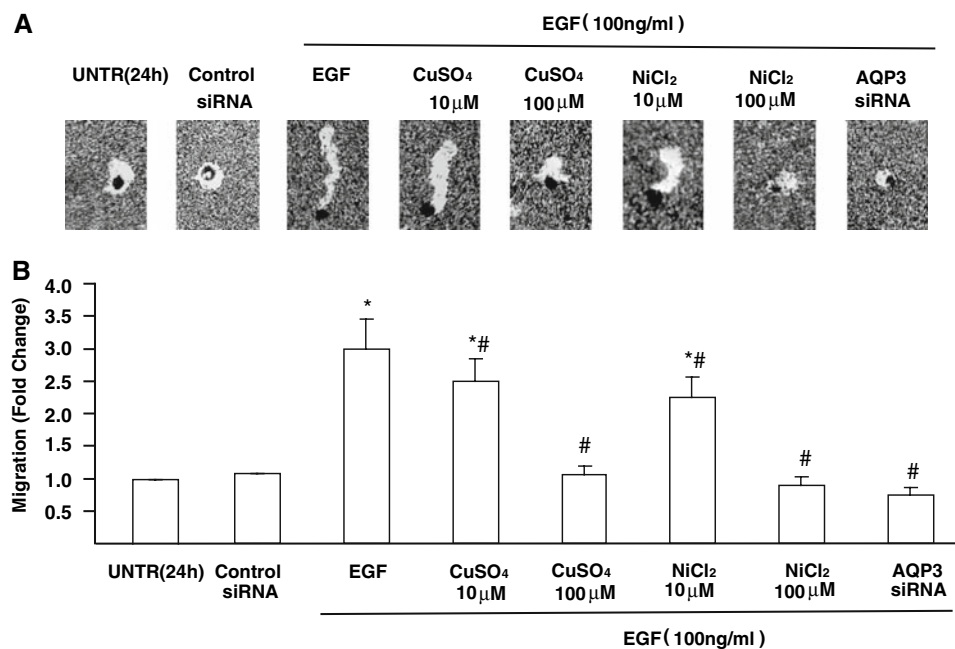 A
EGF(100ng/ml)
UNTR(24h) Control siRNA EGF CuSO₄ 10μM CuSO₄ 100μM NiCl₂ 10μM NiCl₂ 100μM AQP3 siRNA
B
Migration (Fold Change)
4.0
3.5
3.0
2.5
2.0
1.5
1.0
0.5
* *# # *# # #
UNTR(24h) Control siRNA EGF CuSO₄ 10μM CuSO₄ 100μM NiCl₂ 10μM NiCl₂ 100μM AQP3 siRNA
EGF(100ng/ml)